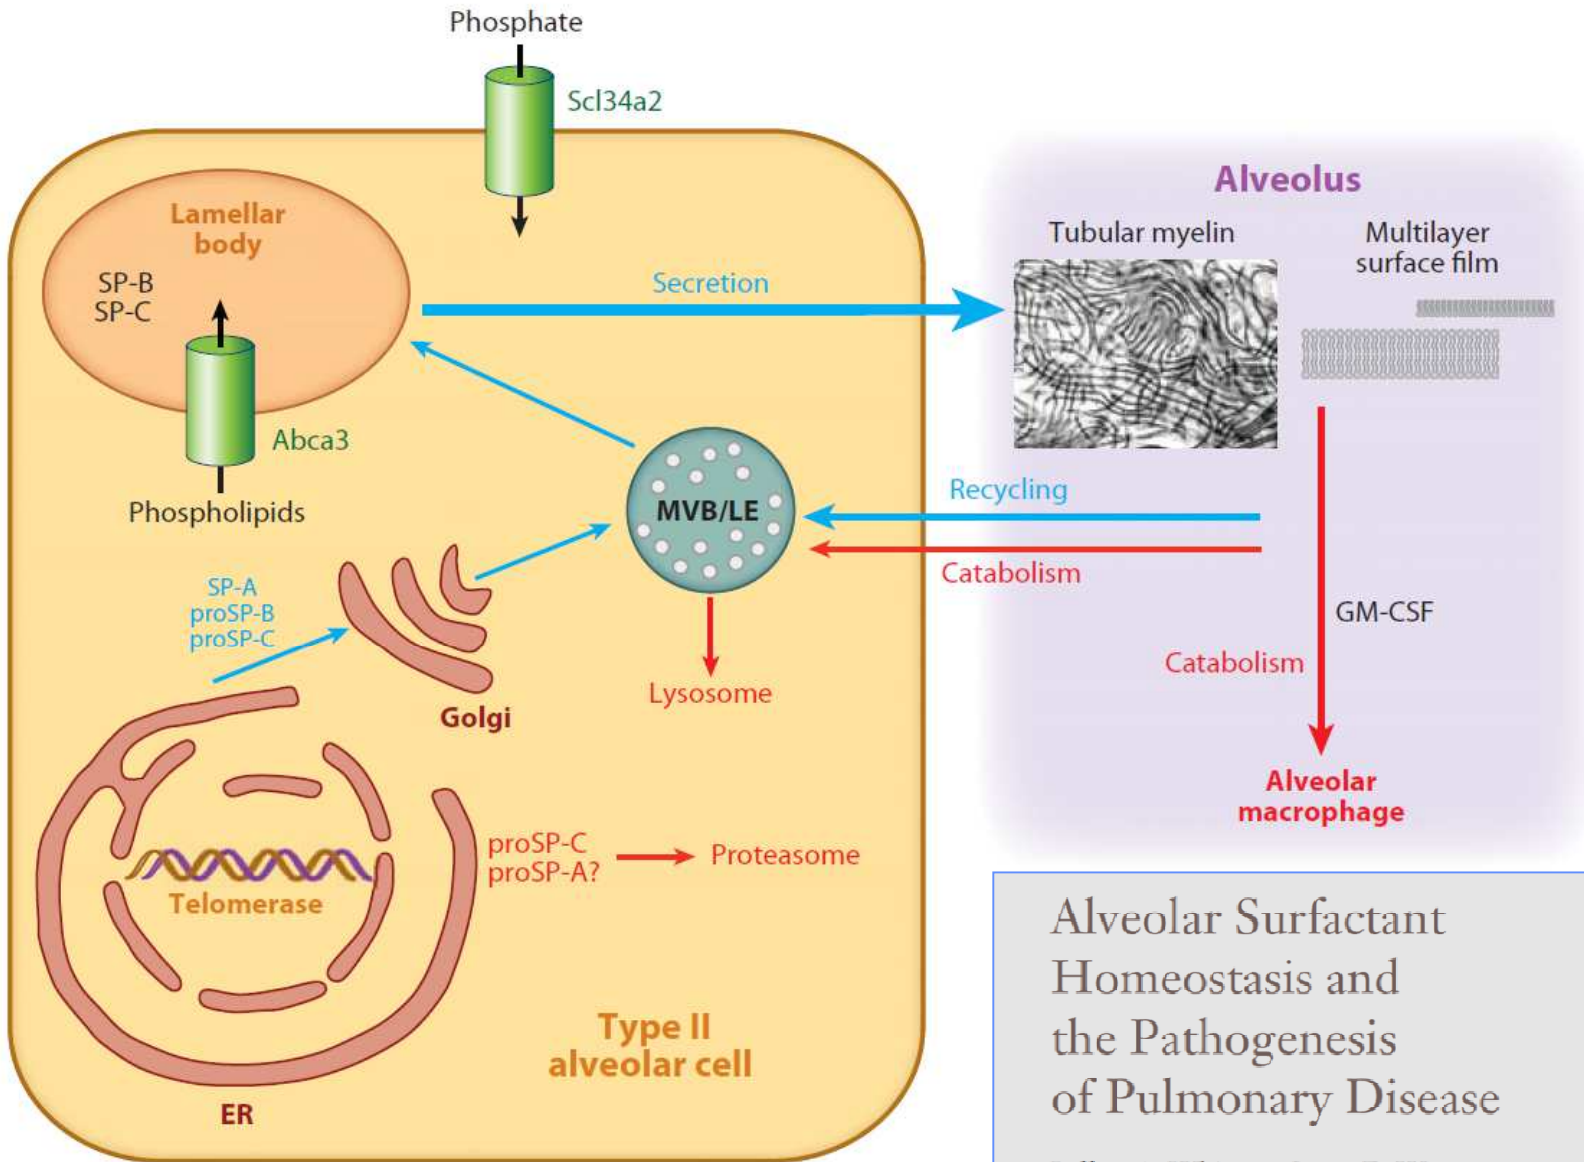 Phosphate
Scl34a2
Lamellar
body
SP-B
SP-C
Abca3
Phospholipids
Secretion
MVB/LE
SP-A
proSP-B
proSP-C
Golgi
Lysosome
Telomerase
proSP-C
proSP-A?
Proteasome
Type II
alveolar cell
ER
Alveolus
Tubular myelin
Multilayer
surface film
Recycling
Catabolism
GM-CSF
Catabolism
Alveolar
macrophage
Alveolar Surfactant
Homeostasis and
the Pathogenesis
of Pulmonary Disease